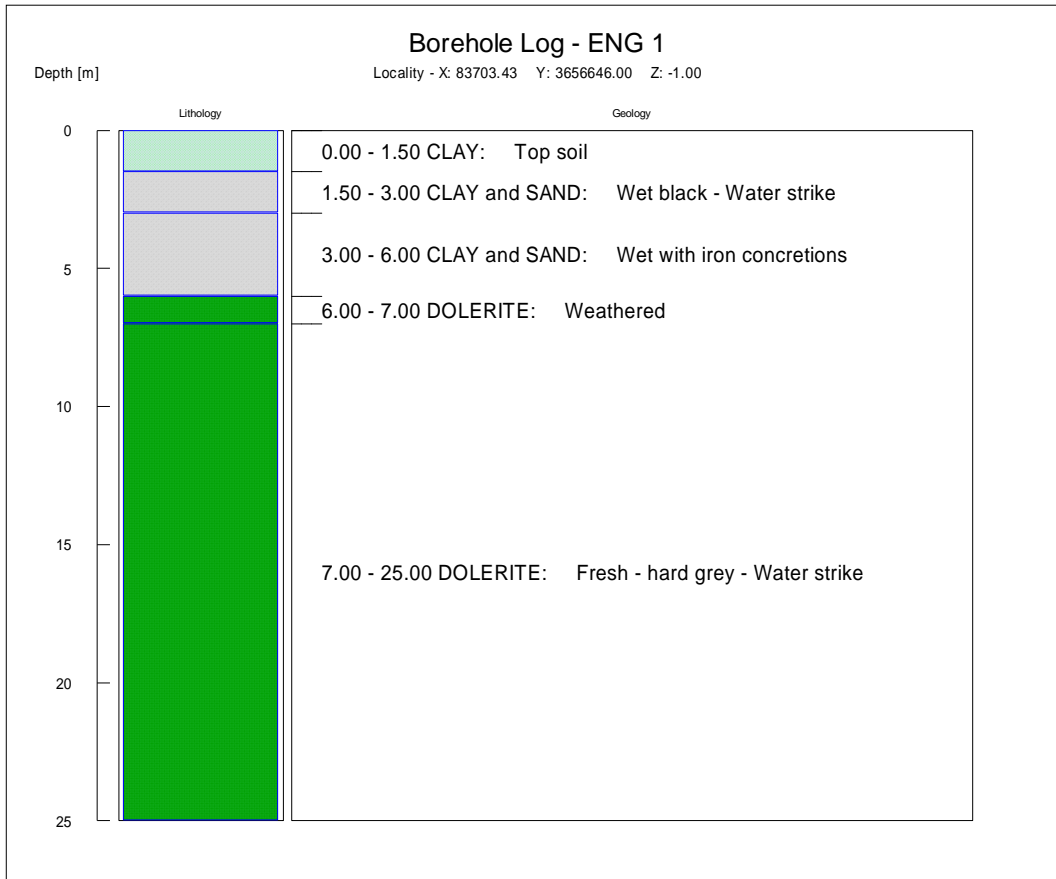 Borehole Log - ENG 1
Depth [m]
Locality - X: 83703.43 Y: 3656646.00 Z: -1.00
Lithology
Geology
0
0.00 - 1.50 CLAY: Top soil
1.50 - 3.00 CLAY and SAND: Wet black - Water strike
3.00 - 6.00 CLAY and SAND: Wet with iron concretions
5
6.00 - 7.00 DOLERITE: Weathered
10
15
7.00 - 25.00 DOLERITE: Fresh - hard grey - Water strike
20
25